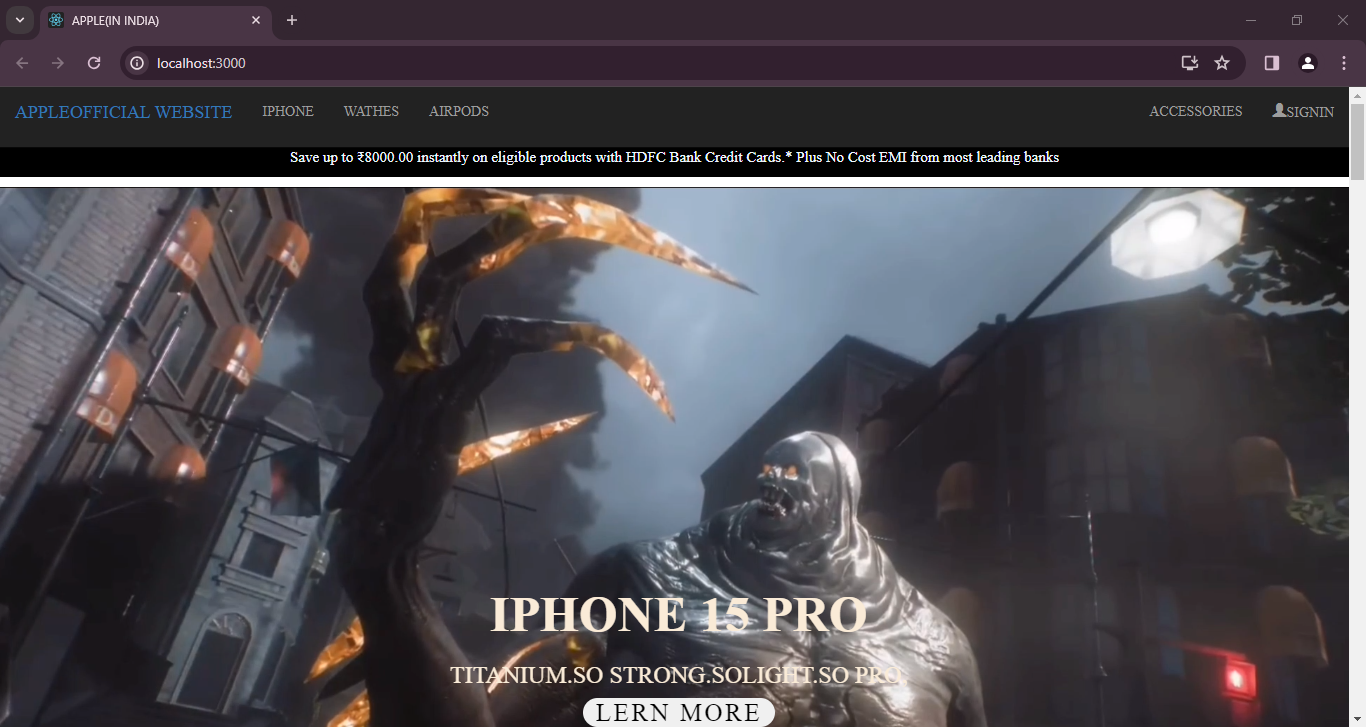 APPLE(IN INDIA)
localhost:3000
APPLEOFFICIAL WEBSITE IPHONE WATHES AIRPODS ACCESSORIES SIGNIN
Save up to ₹8000.00 instantly on eligible products with HDFC Bank Credit Cards.* Plus No Cost EMI from most leading banks
IPHONE 15 PRO
TITANIUM.SO STRONG.SOLIGHT.SO PRO.
LERN MORE